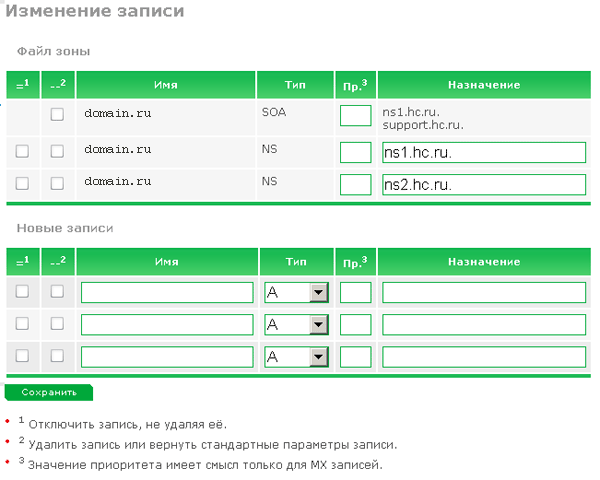 Изменение записи
Файл зоны
=1 --2 Имя Тип Пр.3 Назначение
domain.ru SOA ns1.hc.ru.
support.hc.ru.
domain.ru NS ns1.hc.ru.
domain.ru NS ns2.hc.ru.
Новые записи
=1 --2 Имя Тип Пр.3 Назначение
A
A
A
Сохранить
• 1 Отключить запись, не удаляя её.
• 2 Удалить запись или вернуть стандартные параметры записи.
• 3 Значение приоритета имеет смысл только для MX записей.